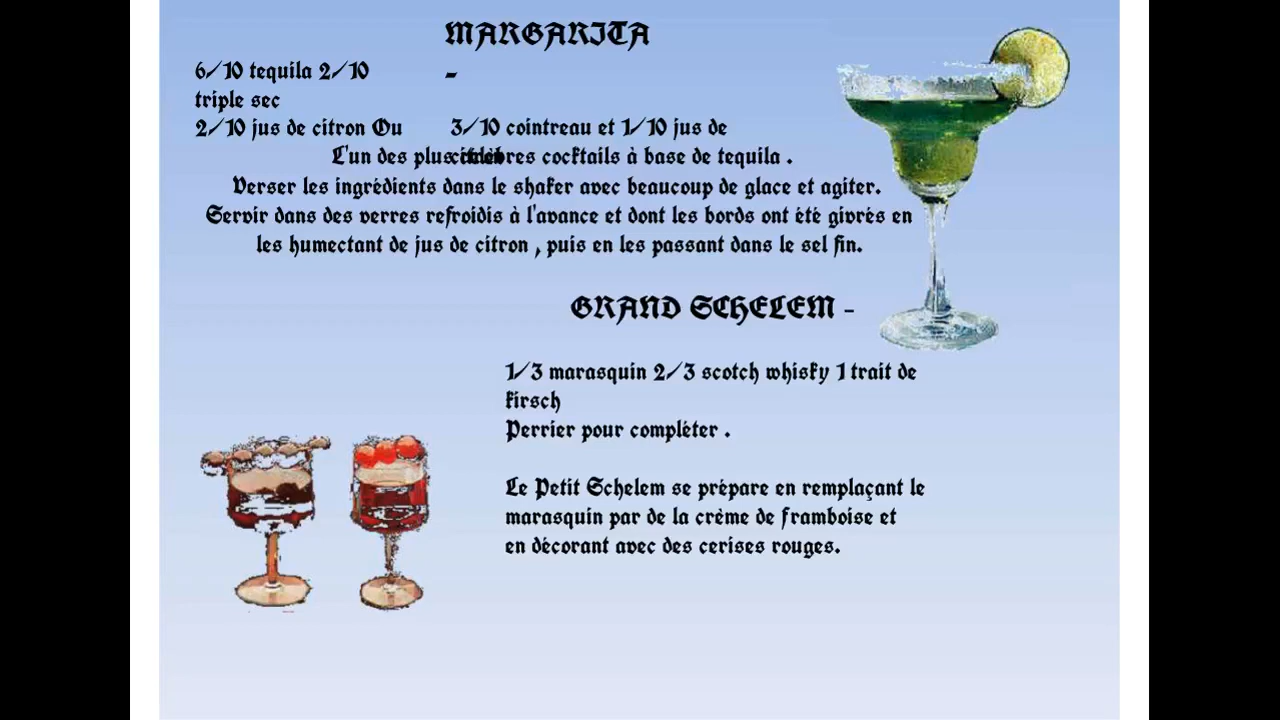 MARGARITA
-
6/10 tequila 2/10
triple sec
2/10 jus de citron Ou 3/10 cointreau et 1/10 jus de
citron
L'un des plus célèbres cocktails à base de tequila .
Verser les ingrédients dans le shaker avec beaucoup de glace et agiter.
Servir dans des verres refroidis à l'avance et dont les bords ont été givrés en
les humectant de jus de citron , puis en les passant dans le sel fin.
GRAND SCHELEM -
1/3 marasquin 2/3 scotch whisky 1 trait de
kirsch
Perrier pour compléter .
Le Petit Schelem se prépare en remplaçant le
marasquin par de la crème de framboise et
en décorant avec des cerises rouges.